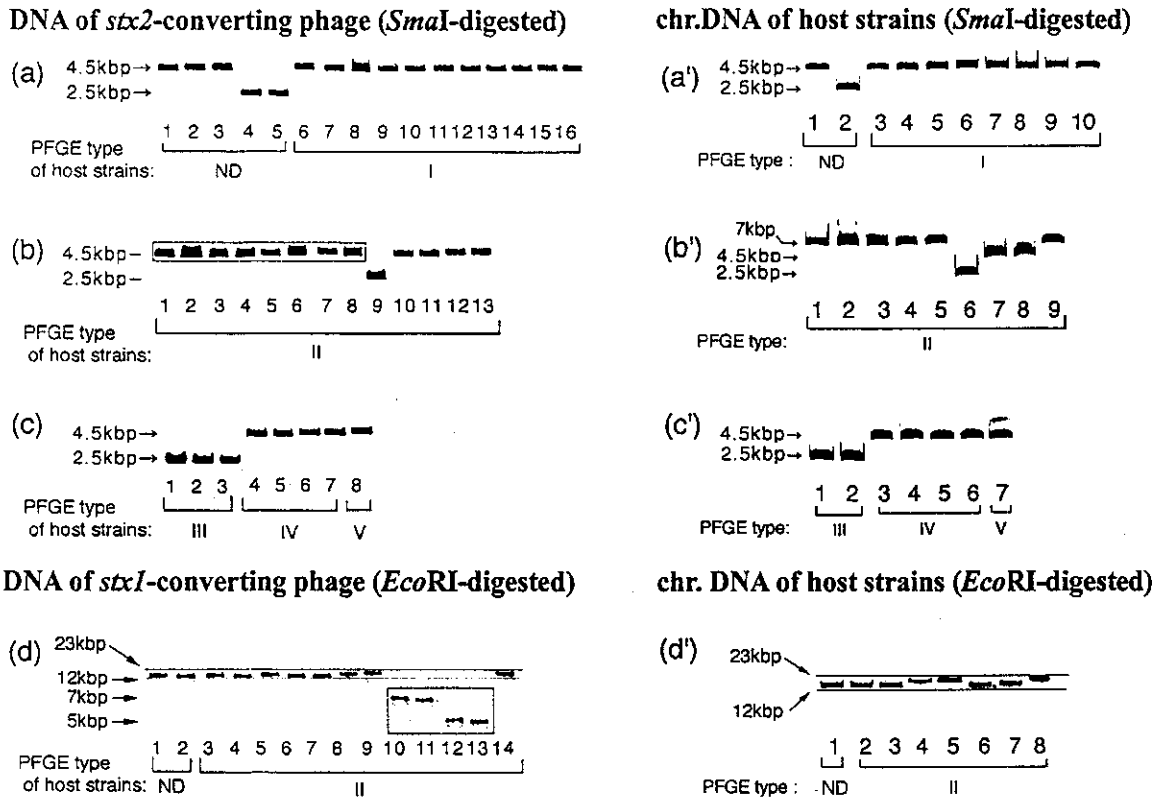 DNA of stx2-converting phage (SmaI-digested)
(a)
4.5kbp→
2.5kbp→
1 2 3 4 5 6 7 8 9 10 11 12 13 14 15 16
PFGE type
of host strains: ND I
(b)
4.5kbp–
2.5kbp–
1 2 3 4 5 6 7 8 9 10 11 12 13
PFGE type
of host strains: II
(c)
4.5kbp→
2.5kbp→
1 2 3 4 5 6 7 8
PFGE type
of host strains: III IV V
chr.DNA of host strains (SmaI-digested)
(a')
4.5kbp→
2.5kbp→
1 2 3 4 5 6 7 8 9 10
PFGE type : ND I
(b')
7kbp
4.5kbp→
2.5kbp→
1 2 3 4 5 6 7 8 9
PFGE type: II
(c')
4.5kbp→
2.5kbp→
1 2 3 4 5 6 7
PFGE type: III IV V
DNA of stx1-converting phage (EcoRI-digested)
(d)
23kbp
12kbp
7kbp
5kbp
1 2 3 4 5 6 7 8 9 10 11 12 13 14
PFGE type
of host strains: ND II
chr. DNA of host strains (EcoRI-digested)
(d')
23kbp
12kbp
1 2 3 4 5 6 7 8
PFGE type : ND II